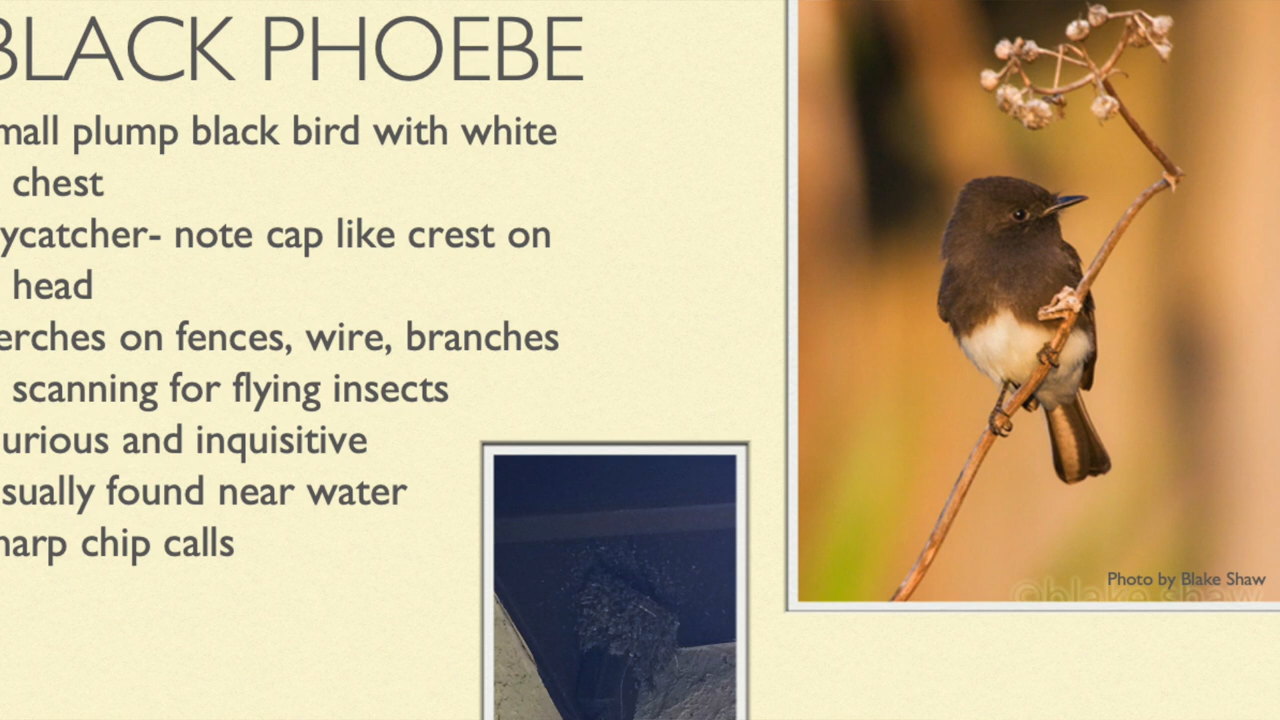 BLACK PHOEBE
mall plump black bird with white
chest
ycatcher- note cap like crest on
head
erches on fences, wire, branches
scanning for flying insects
urious and inquisitive
sually found near water
harp chip calls
Photo by Blake Shaw
©blake shaw